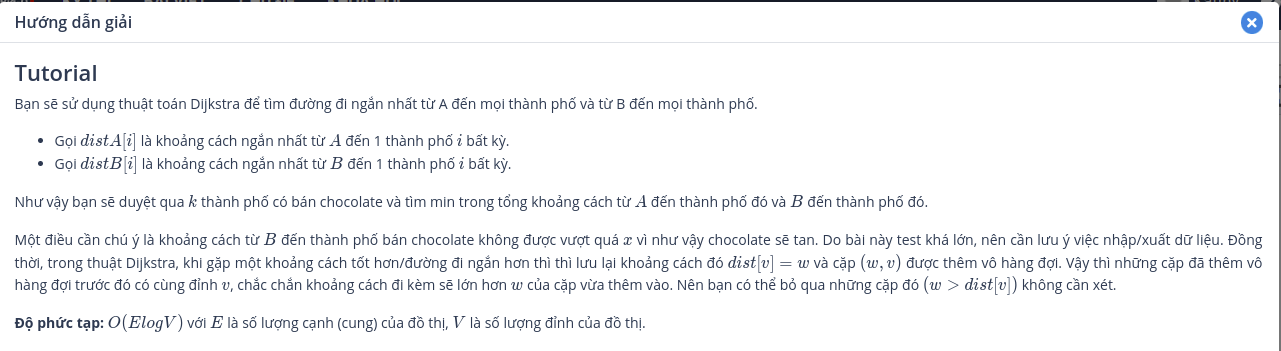 Hướng dẫn giải
Tutorial
Bạn sẽ sử dụng thuật toán Dijkstra để tìm đường đi ngắn nhất từ A đến mọi thành phố và từ B đến mọi thành phố.
• Gọi distA[i] là khoảng cách ngắn nhất từ A đến 1 thành phố i bất kỳ.
• Gọi distB[i] là khoảng cách ngắn nhất từ B đến 1 thành phố i bất kỳ.
Như vậy bạn sẽ duyệt qua k thành phố có bán chocolate và tìm min trong tổng khoảng cách từ A đến thành phố đó và B đến thành phố đó.
Một điều cần chú ý là khoảng cách từ B đến thành phố bán chocolate không được vượt quá x vì như vậy chocolate sẽ tan. Do bài này test khá lớn, nên cần lưu ý việc nhập/xuất dữ liệu. Đồng
thời, trong thuật Dijkstra, khi gặp một khoảng cách tốt hơn/đường đi ngắn hơn thì thì lưu lại khoảng cách đó dist[v] = w và cặp (w, v) được thêm vô hàng đợi. Vậy thì những cặp đã thêm vô
hàng đợi trước đó có cùng đỉnh v, chắc chắn khoảng cách đi kèm sẽ lớn hơn w của cặp vừa thêm vào. Nên bạn có thể bỏ qua những cặp đó (w > dist[v]) không cần xét.
Độ phức tạp: O(ElogV) với E là số lượng cạnh (cung) của đồ thị, V là số lượng đỉnh của đồ thị.